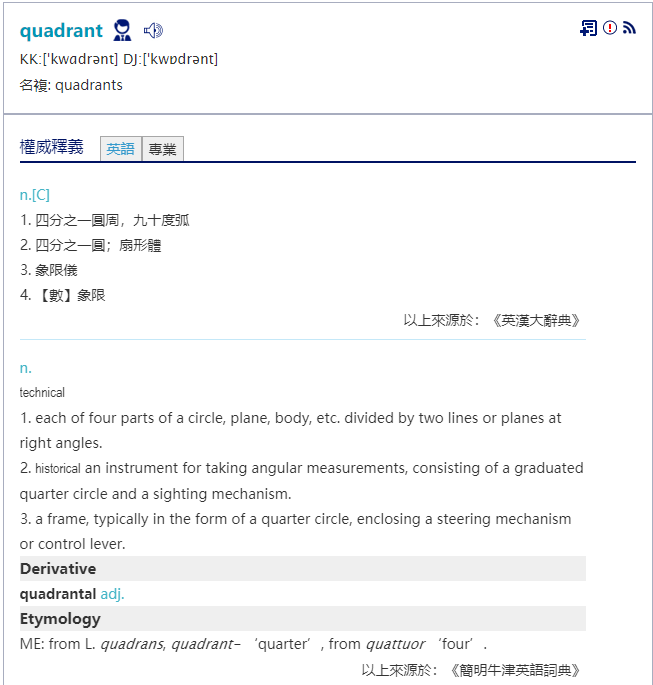 quadrant
KK:['kwɑdrənt] DJ:['kwɒdrənt]
名複: quadrants
權威釋義 英語 專業
n.[C]
1. 四分之一圓周，九十度弧
2. 四分之一圓；扇形體
3. 象限儀
4. 【數】象限
以上來源於：《英漢大辭典》
n.
technical
1. each of four parts of a circle, plane, body, etc. divided by two lines or planes at
right angles.
2. historical an instrument for taking angular measurements, consisting of a graduated
quarter circle and a sighting mechanism.
3. a frame, typically in the form of a quarter circle, enclosing a steering mechanism
or control lever.
Derivative
quadrantal adj.
Etymology
ME: from L. quadrans, quadrant– ‘quarter’, from quattuor ‘four’.
以上來源於：《簡明牛津英語詞典》